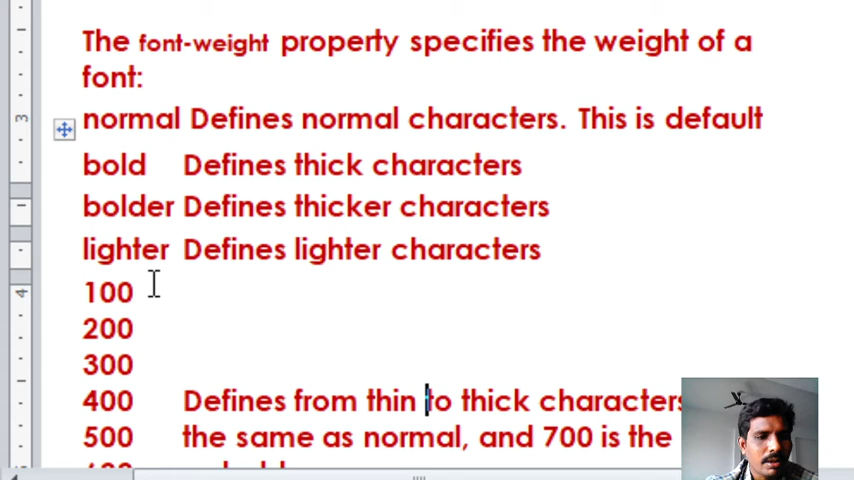 The font-weight property specifies the weight of a
font:
normal Defines normal characters. This is default
bold Defines thick characters
bolder Defines thicker characters
lighter Defines lighter characters
100
200
300
400 Defines from thin to thick characters
500 the same as normal, and 700 is the
3
4